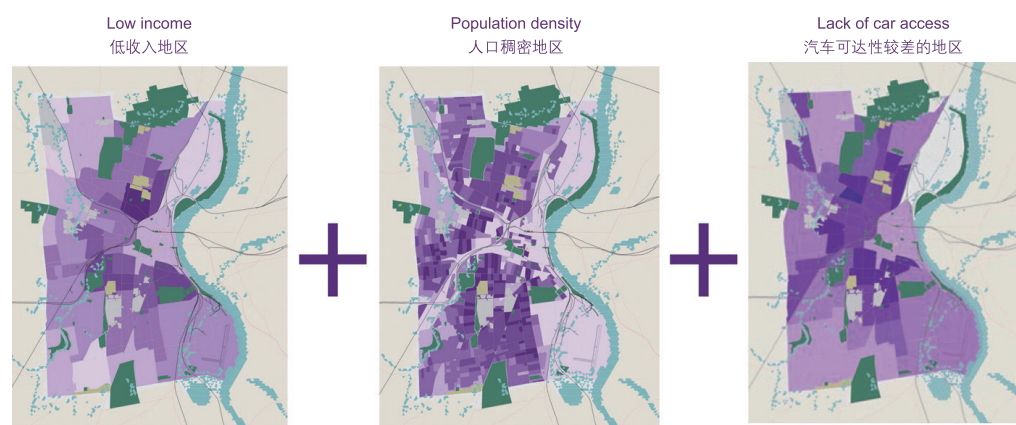 Low income
低收入地区
Population density
人口稠密地区
Lack of car access
汽车可达性较差的地区